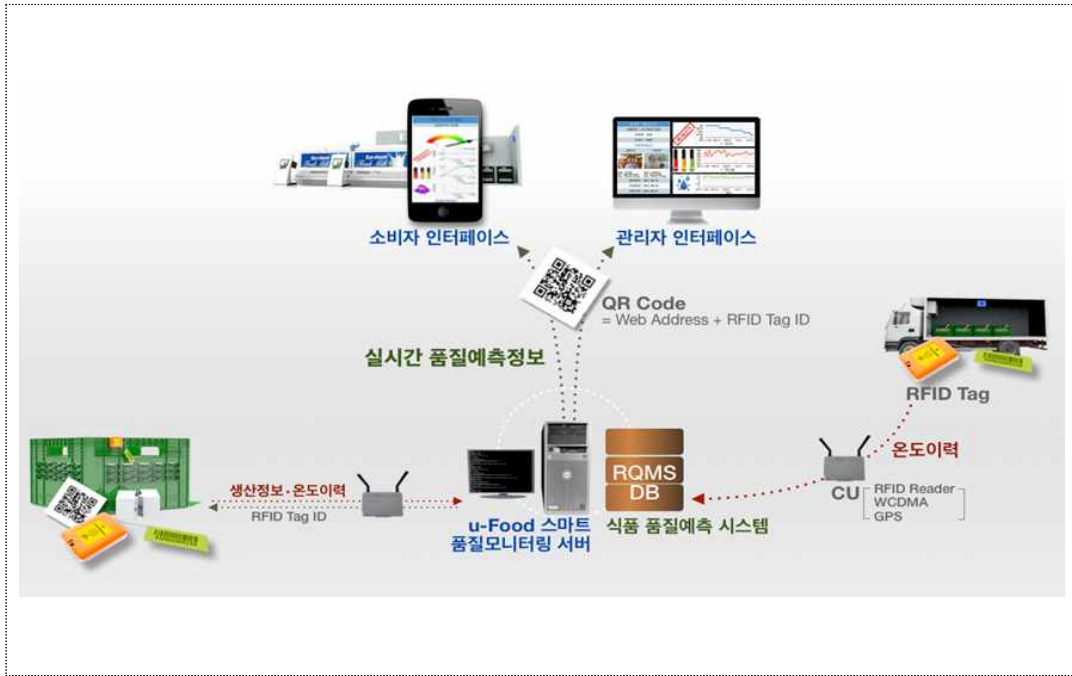 소비자 인터페이스
관리자 인터페이스
QR Code
= Web Address + RFID Tag ID
실시간 품질예측정보
RFID Tag
온도이력
CU
RFID Reader
WCDMA
GPS
생산정보·온도이력
RFID Tag ID
RQMS
DB
u-Food 스마트
품질모니터링 서버
식품 품질예측 시스템